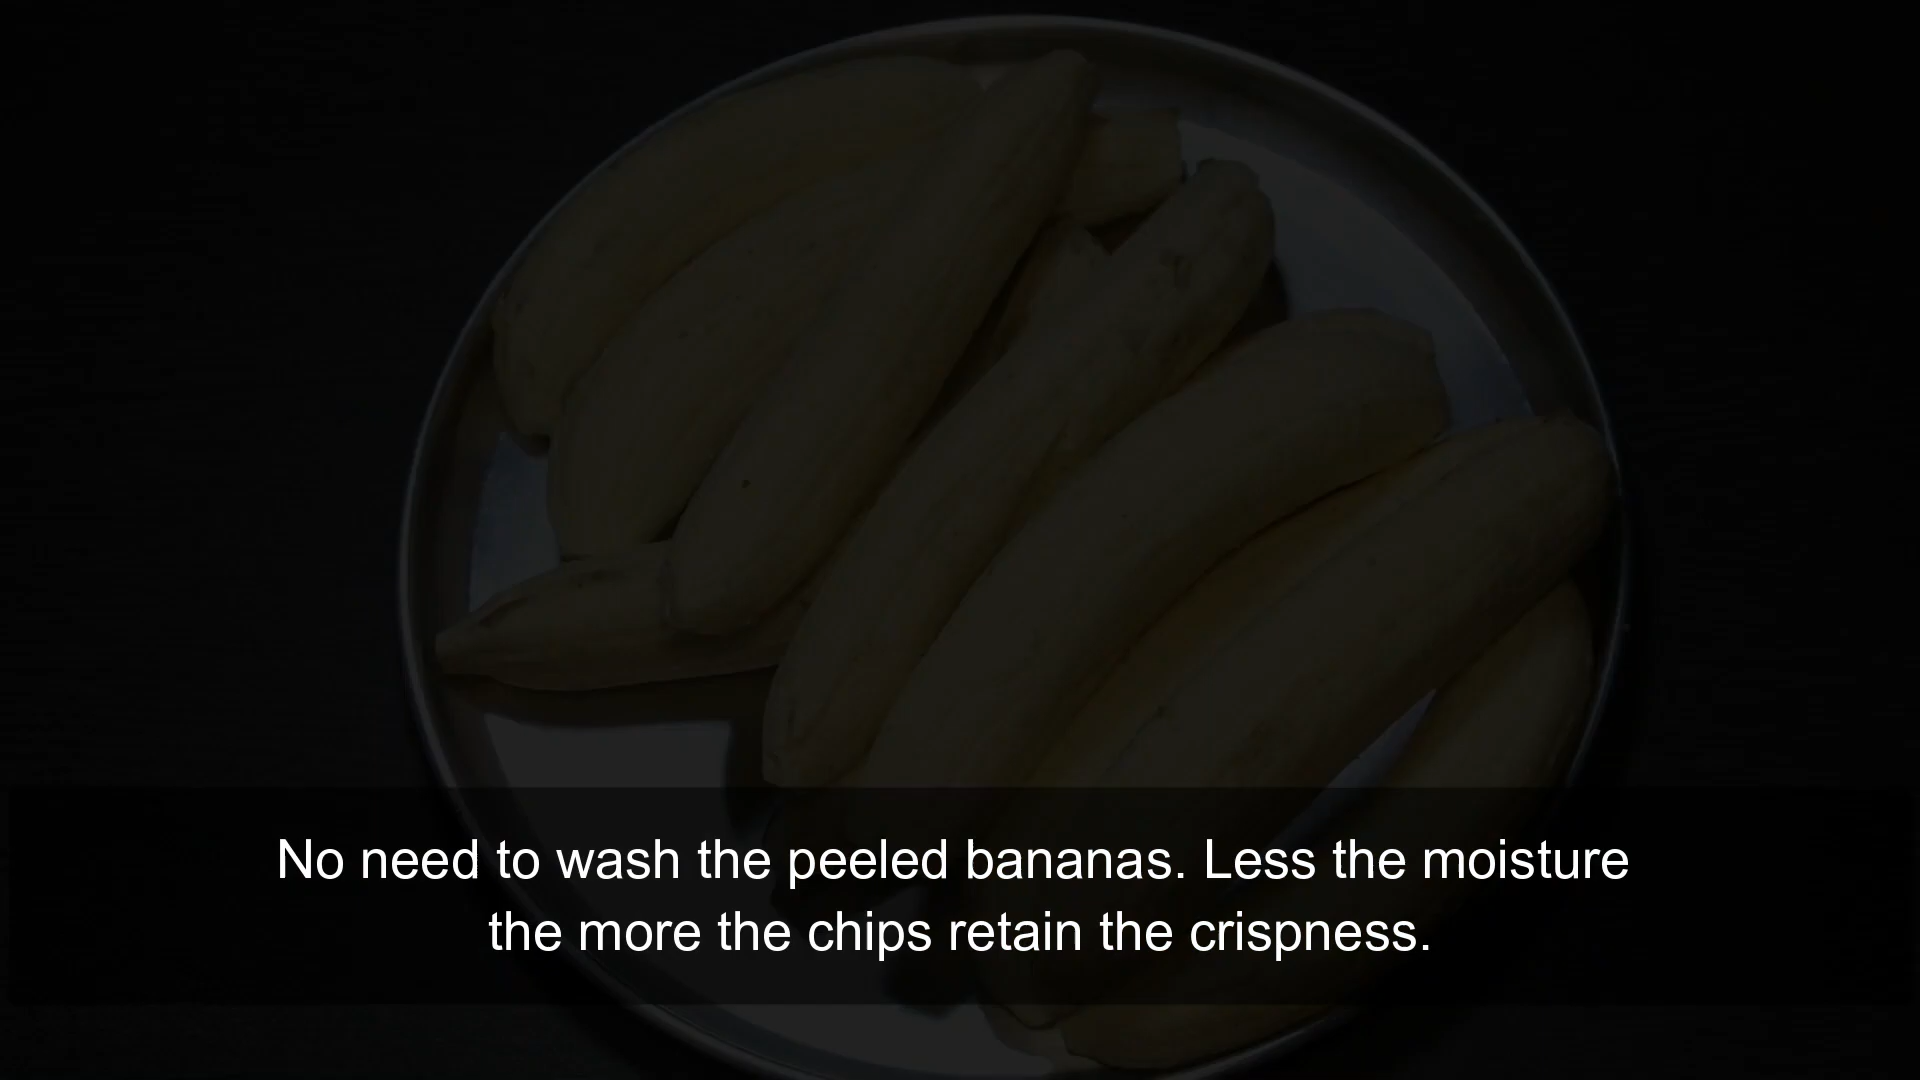 No need to wash the peeled bananas. Less the moisture
the more the chips retain the crispness.